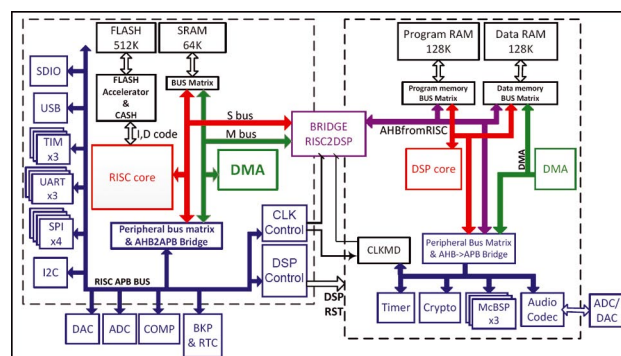 FLASH
512K
SRAM
64K
Program RAM
128K
Data RAM
128K
SDIO
FLASH
Accelerator
&
CASH
BUS Matrix
Program memory
BUS Matrix
Data memory
BUS Matrix
USB
S bus
I,D code
M bus
BRIDGE
RISC2DSP
AHBfromRISC
TIM
x3
RISC core
DMA
DSP core
DMA
DMA
UART
x3
SPI
x4
Peripheral bus matrix
& AHB2APB Bridge
CLK
Control
CLKMD
Peripheral Bus Matrix
& AHB->APB Bridge
I2C
RISC APB BUS
DSP
Control
DSP
RST
Timer
Crypto
McBSP
x3
Audio
Codec
ADC/
DAC
DAC
ADC
COMP
BKP
& RTC